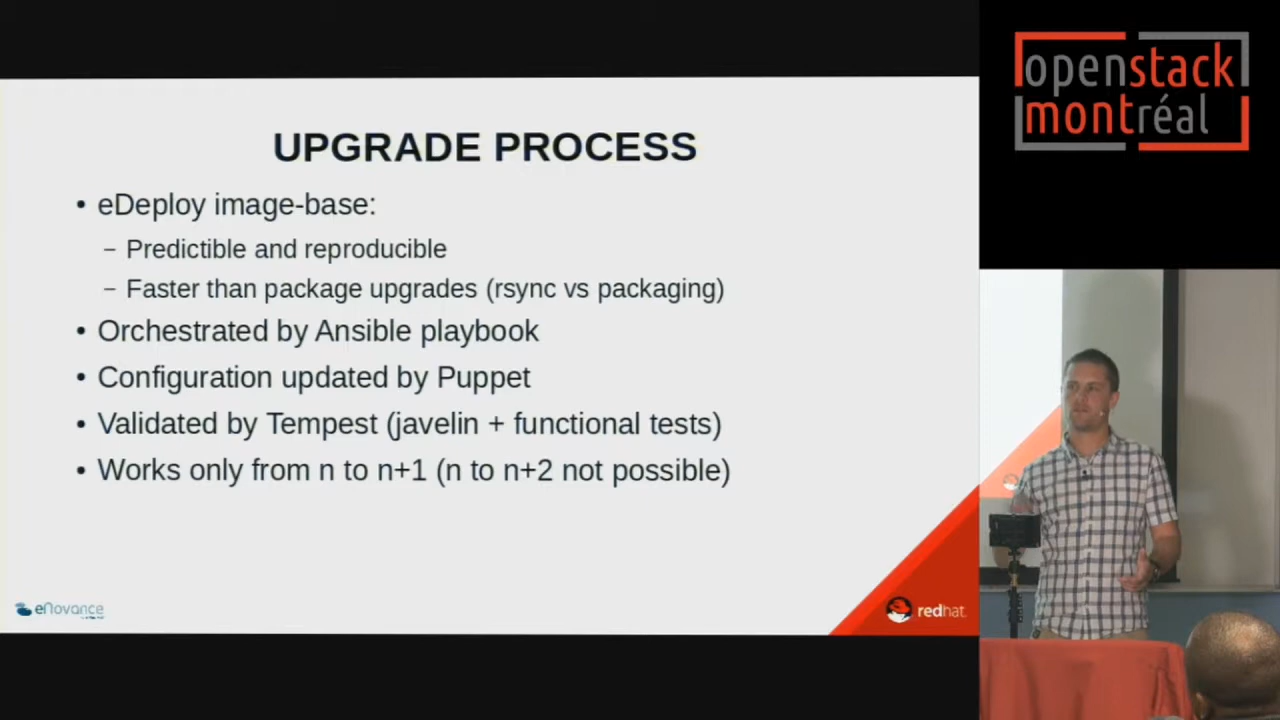 UPGRADE PROCESS
• eDeploy image-base:
– Predictible and reproducible
– Faster than package upgrades (rsync vs packaging)
• Orchestrated by Ansible playbook
• Configuration updated by Puppet
• Validated by Tempest (javelin + functional tests)
• Works only from n to n+1 (n to n+2 not possible)
eNovance
redhat.
openstack
montréal